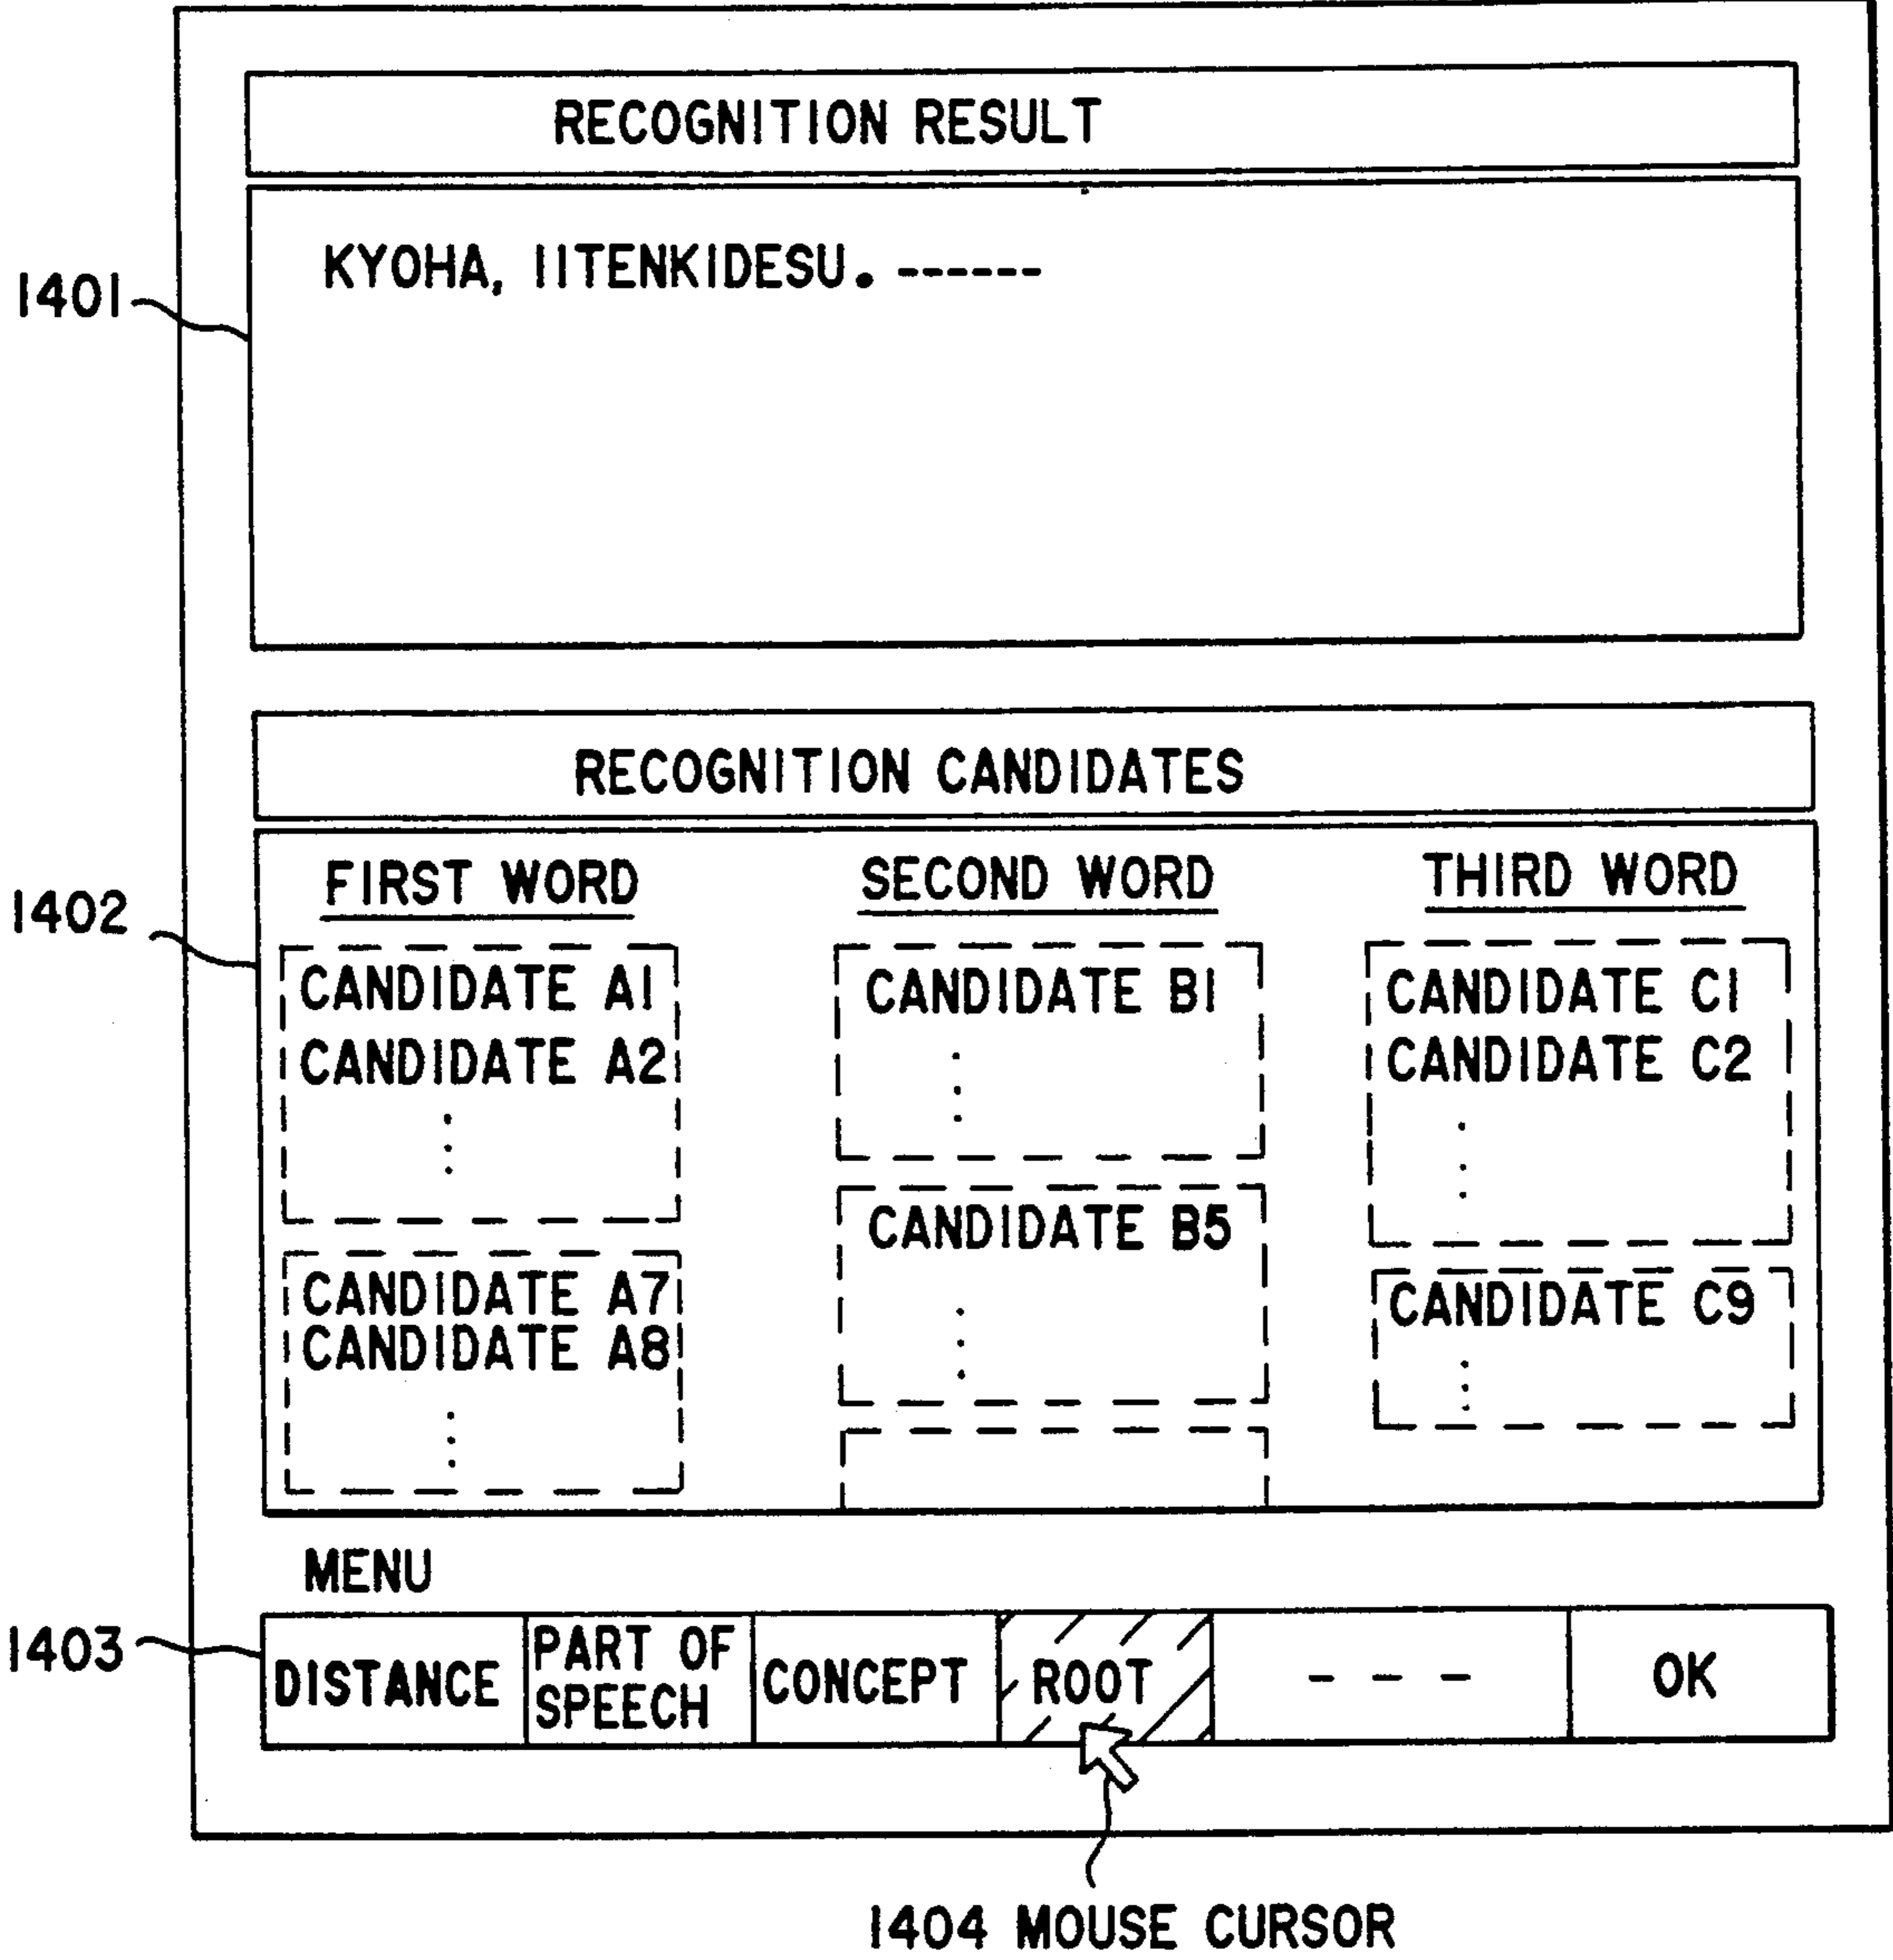 RECOGNITION RESULT
1401
KYOHA, IITENKIDESU. ------
RECOGNITION CANDIDATES
1402
FIRST WORD SECOND WORD THIRD WORD
CANDIDATE A1 CANDIDATE B1 CANDIDATE C1
CANDIDATE A2 CANDIDATE C2
CANDIDATE B5
CANDIDATE A7 CANDIDATE C9
CANDIDATE A8
MENU
1403
DISTANCE PART OF SPEECH CONCEPT ROOT --- OK
1404 MOUSE CURSOR